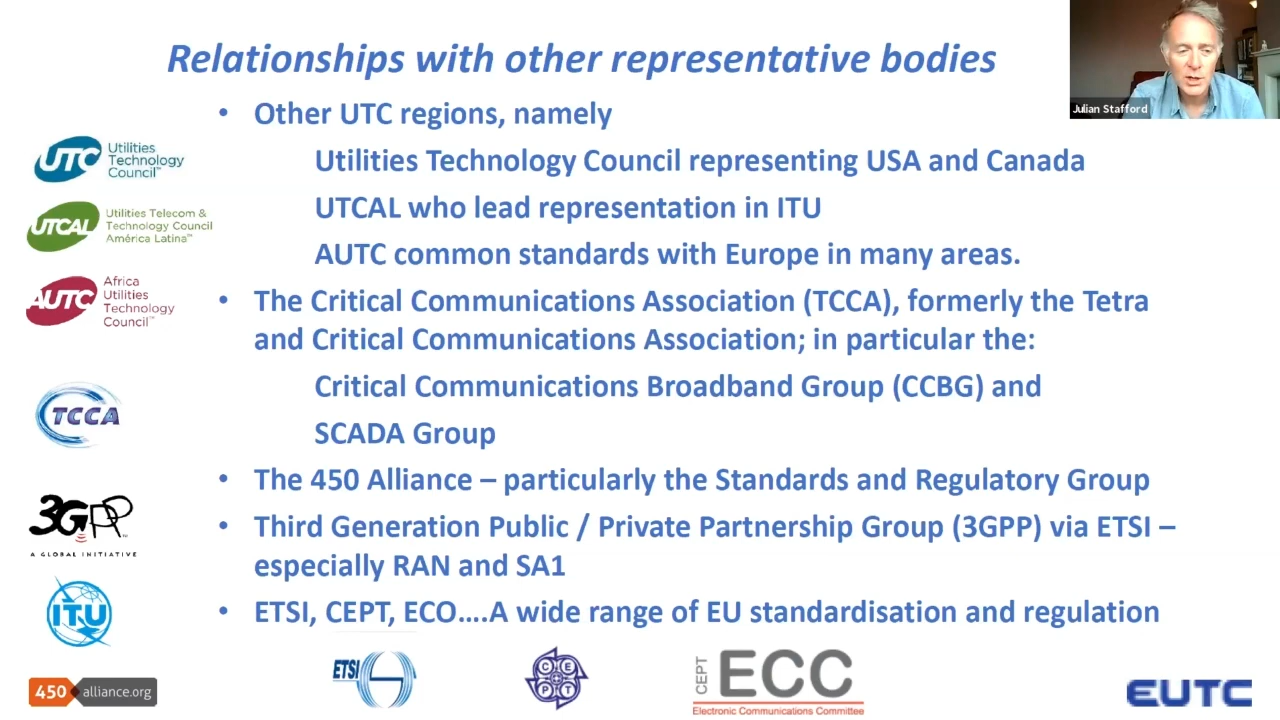 Relationships with other representative bodies
Julian Stafford
• Other UTC regions, namely
Utilities Technology Council representing USA and Canada
UTCAL who lead representation in ITU
AUTC common standards with Europe in many areas.
• The Critical Communications Association (TCCA), formerly the Tetra
and Critical Communications Association; in particular the:
Critical Communications Broadband Group (CCBG) and
SCADA Group
• The 450 Alliance – particularly the Standards and Regulatory Group
• Third Generation Public / Private Partnership Group (3GPP) via ETSI –
especially RAN and SA1
• ETSI, CEPT, ECO….A wide range of EU standardisation and regulation
UTC
Utilities
Technology
Council™
UTCAL
Utilities Telecom &
Technology Council
América Latina™
AUTC
Africa
Utilities
Technology
Council™
TCCA
3GPP
A GLOBAL INITIATIVE
ITU
450 alliance.org
ETSI
CEPT
CEPT ECC
Electronic Communications Committee
EUTC